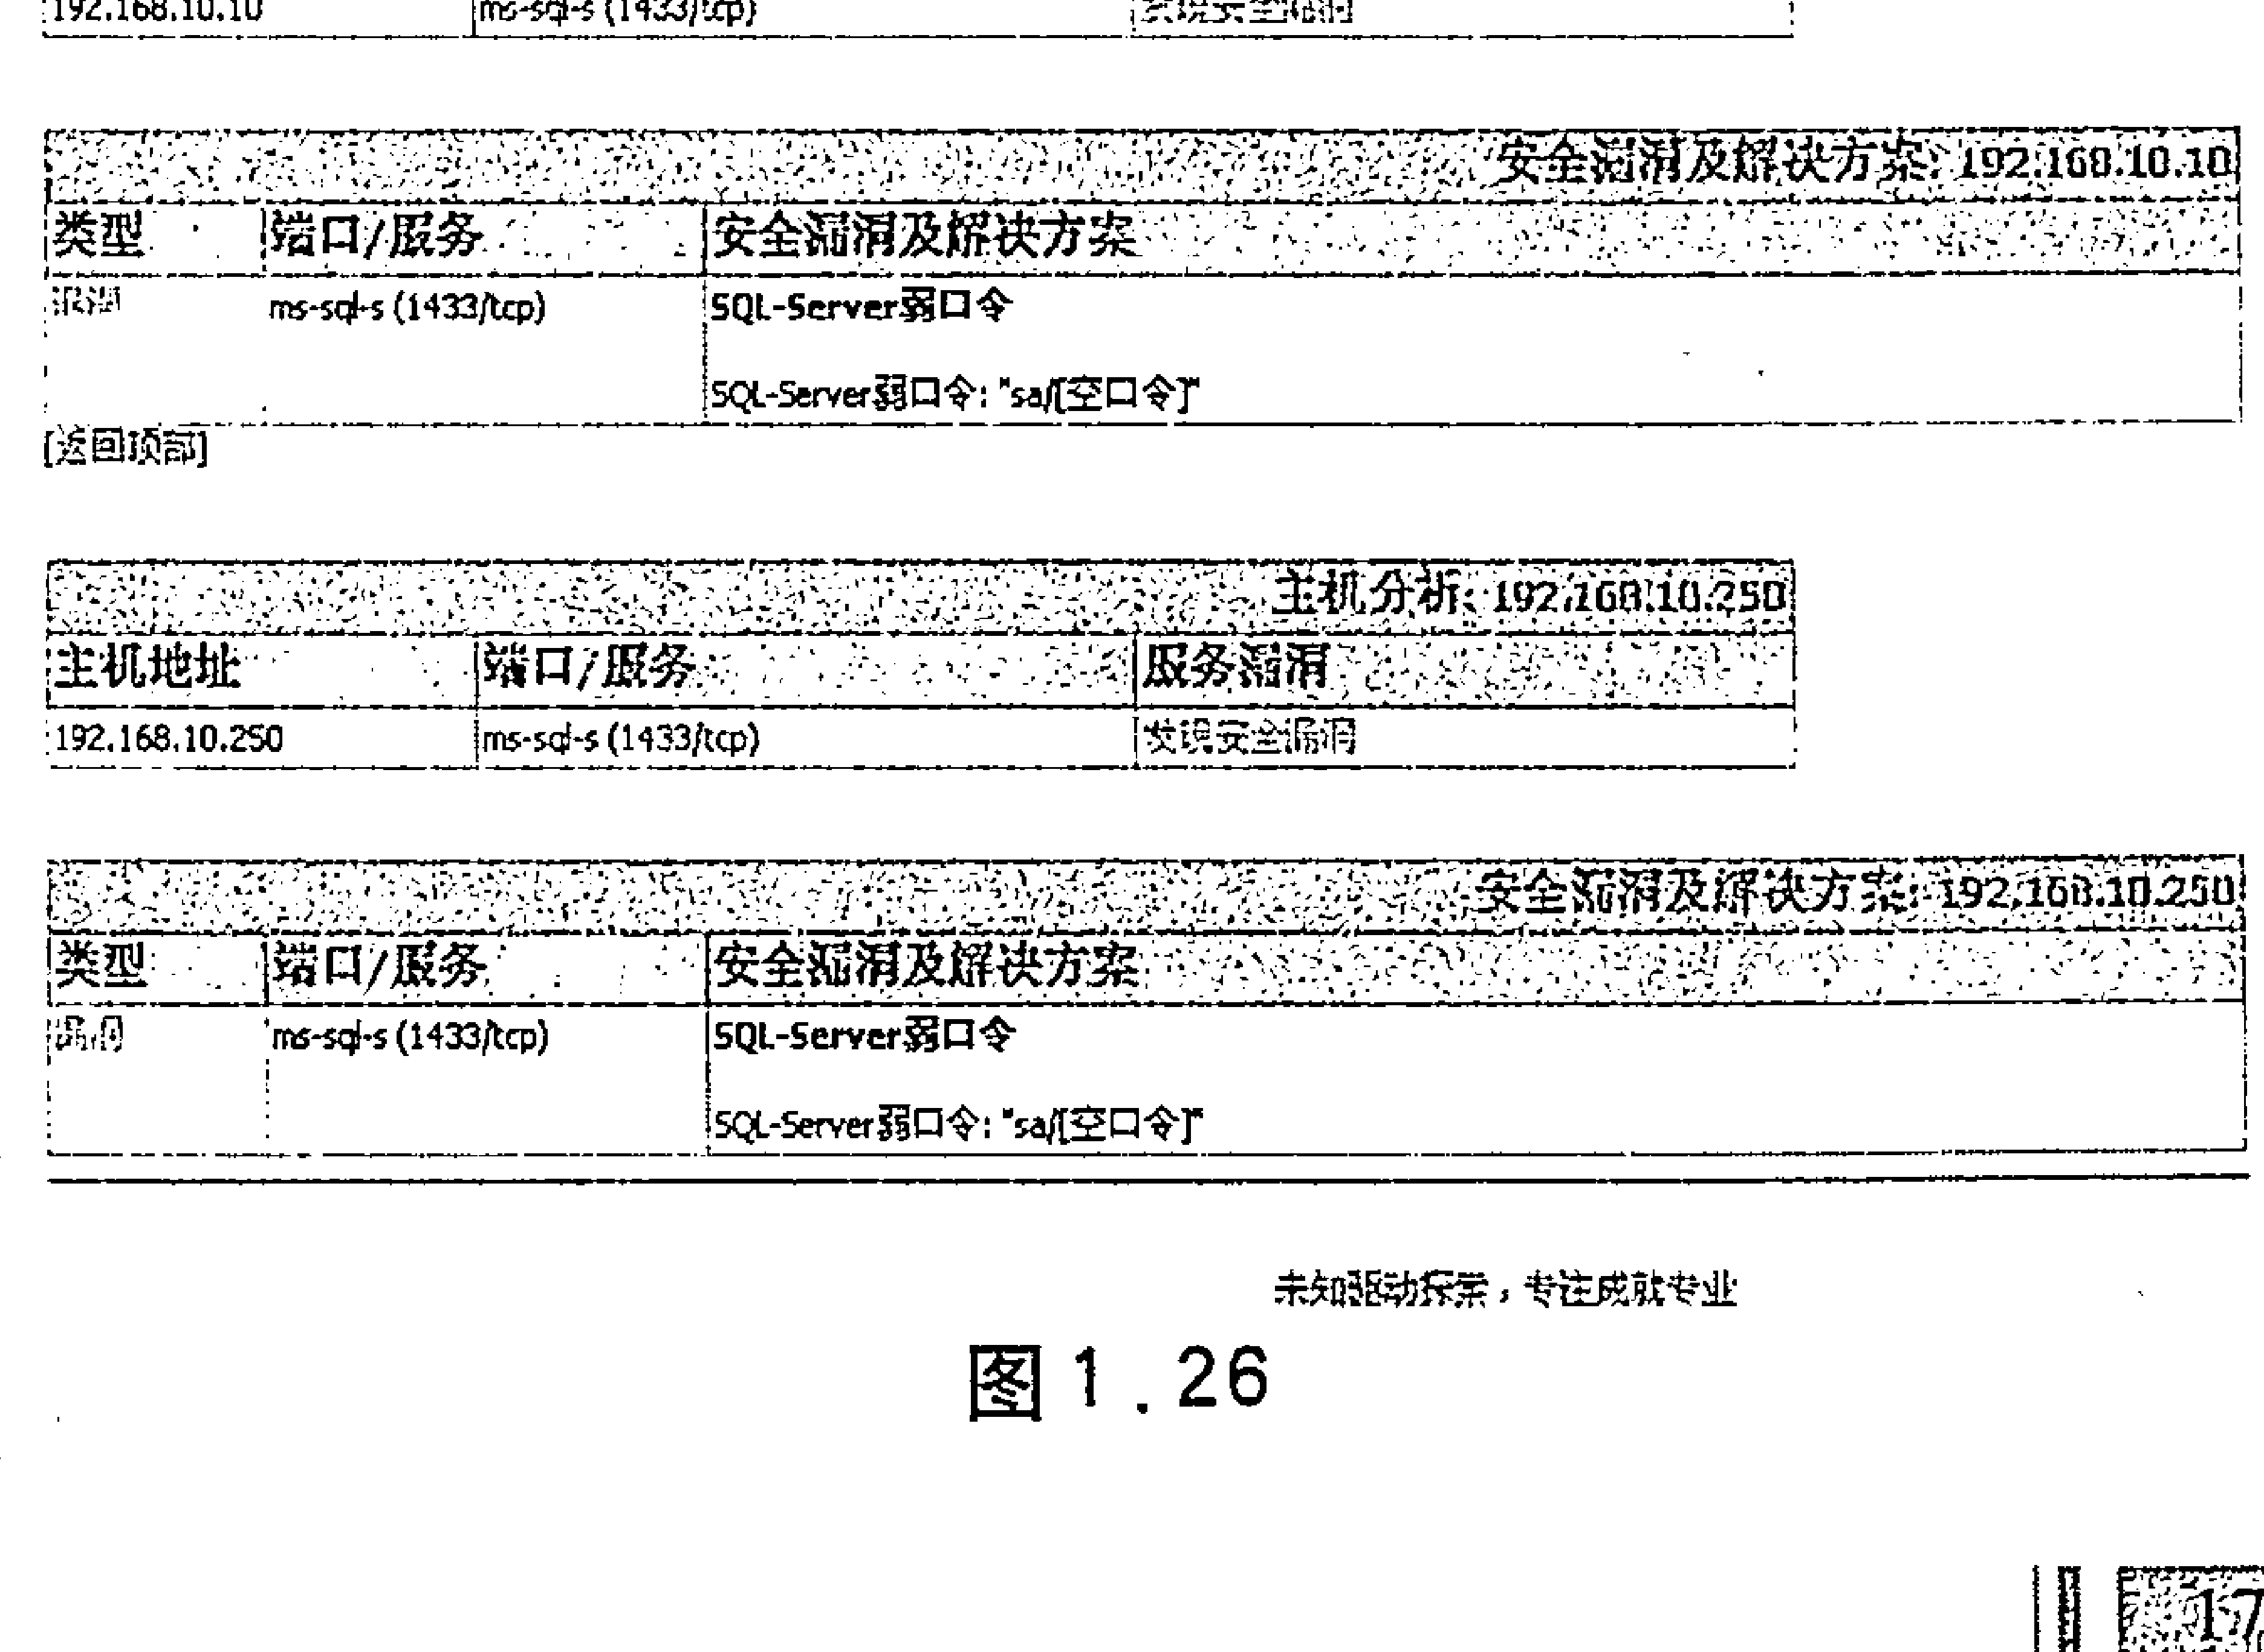 192.168.10.10 ms-sql-s (1433/tcp) 发现安全漏洞
安全漏洞及解决方案: 192.168.10.10
类型 端口/服务 安全漏洞及解决方案
漏洞 ms-sql-s (1433/tcp) SQL-Server弱口令
SQL-Server弱口令: "sa/[空口令]"
[返回顶部]
主机分析: 192.168.10.250
主机地址 端口/服务 服务漏洞
192.168.10.250 ms-sql-s (1433/tcp) 发现安全漏洞
安全漏洞及解决方案: 192.168.10.250
类型 端口/服务 安全漏洞及解决方案
漏洞 ms-sql-s (1433/tcp) SQL-Server弱口令
SQL-Server弱口令: "sa/[空口令]"
未知驱动探索，专注成就专业
图1.26
17